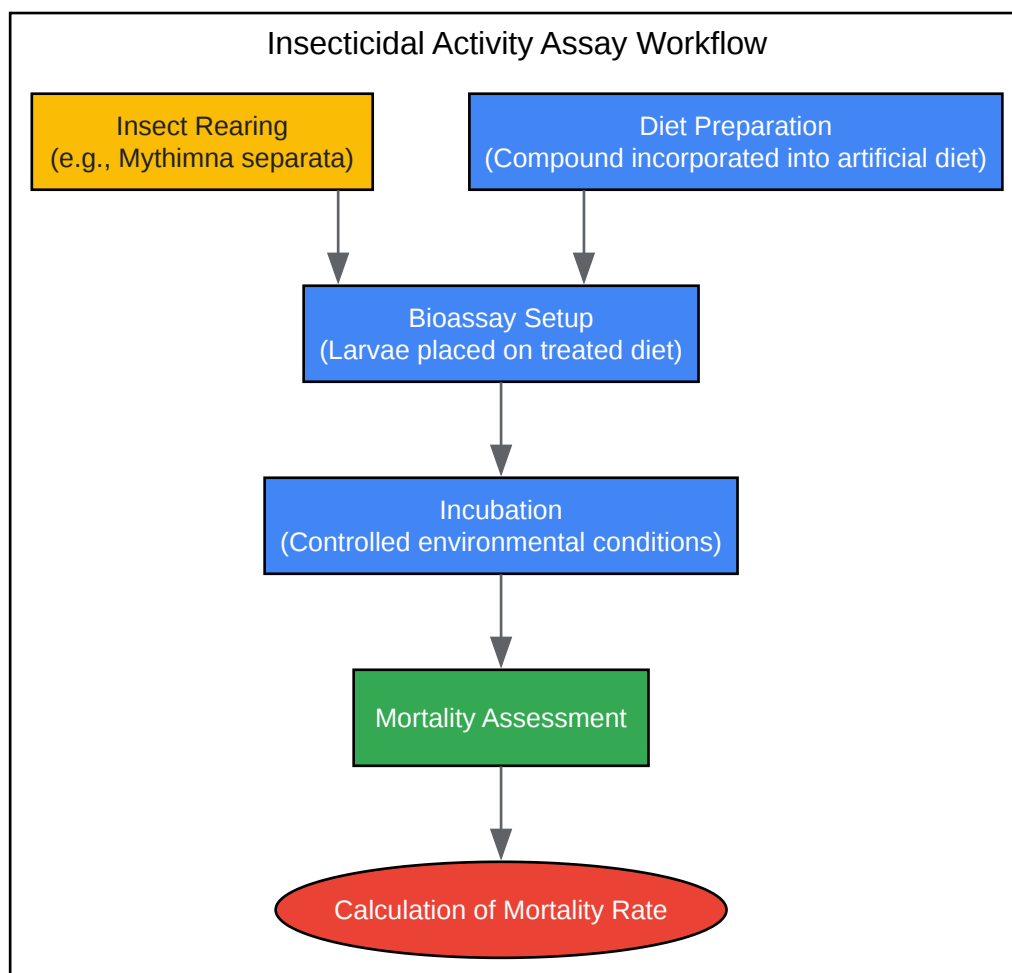 Insecticidal Activity Assay Workflow
Insect Rearing
(e.g., Mythimna separata)
Diet Preparation
(Compound incorporated into artificial diet)
Bioassay Setup
(Larvae placed on treated diet)
Incubation
(Controlled environmental conditions)
Mortality Assessment
Calculation of Mortality Rate